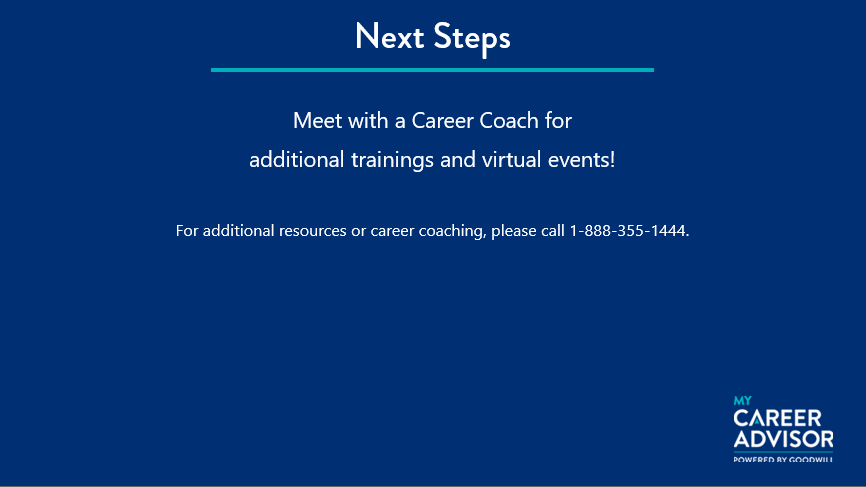 Next Steps
Meet with a Career Coach for
additional trainings and virtual events!
For additional resources or career coaching, please call 1-888-355-1444.
MY
CAREER
ADVISOR
POWERED BY GOODWILL